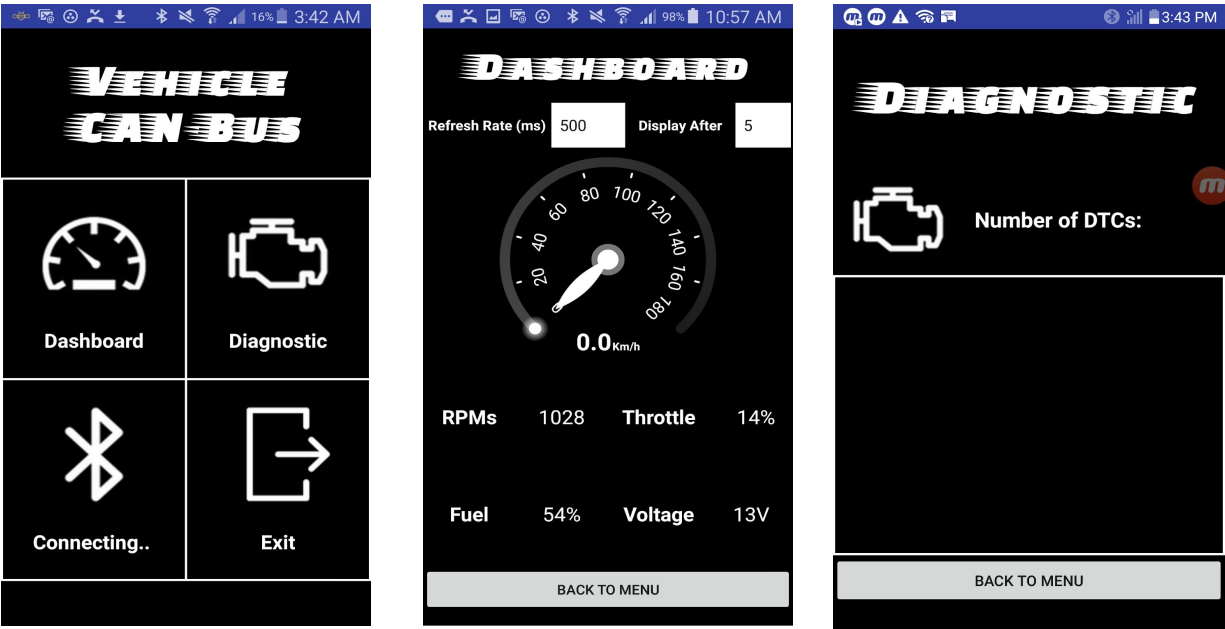 16% 3:42 AM
VEHICLE
CAN BUS
Dashboard
Diagnostic
Connecting..
Exit
98% 10:57 AM
DASHBOARD
Refresh Rate (ms) 500 Display After 5
20 40 60 80 100 120 140 160 180
0.0 Km/h
RPMs 1028 Throttle 14%
Fuel 54% Voltage 13V
BACK TO MENU
3:43 PM
DIAGNOSTIC
Number of DTCs:
BACK TO MENU